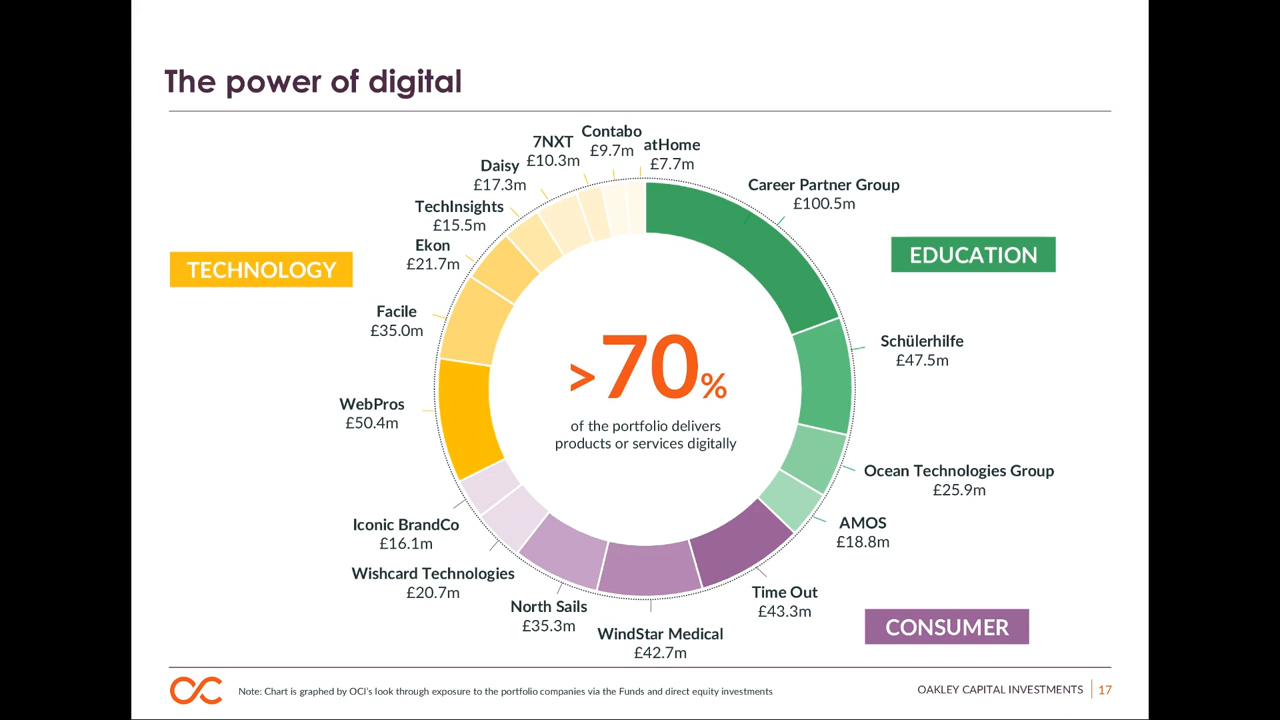 The power of digital
Contabo
£9.7m
atHome
£7.7m
7NXT
£10.3m
Daisy
£17.3m
TechInsights
£15.5m
Ekon
£21.7m
Facile
£35.0m
WebPros
£50.4m
TECHNOLOGY
Career Partner Group
£100.5m
EDUCATION
Schülerhilfe
£47.5m
Ocean Technologies Group
£25.9m
AMOS
£18.8m
>70%
of the portfolio delivers
products or services digitally
Iconic BrandCo
£16.1m
Wishcard Technologies
£20.7m
North Sails
£35.3m
WindStar Medical
£42.7m
Time Out
£43.3m
CONSUMER
OC
Note: Chart is graphed by OCI's look through exposure to the portfolio companies via the Funds and direct equity investments
OAKLEY CAPITAL INVESTMENTS | 17